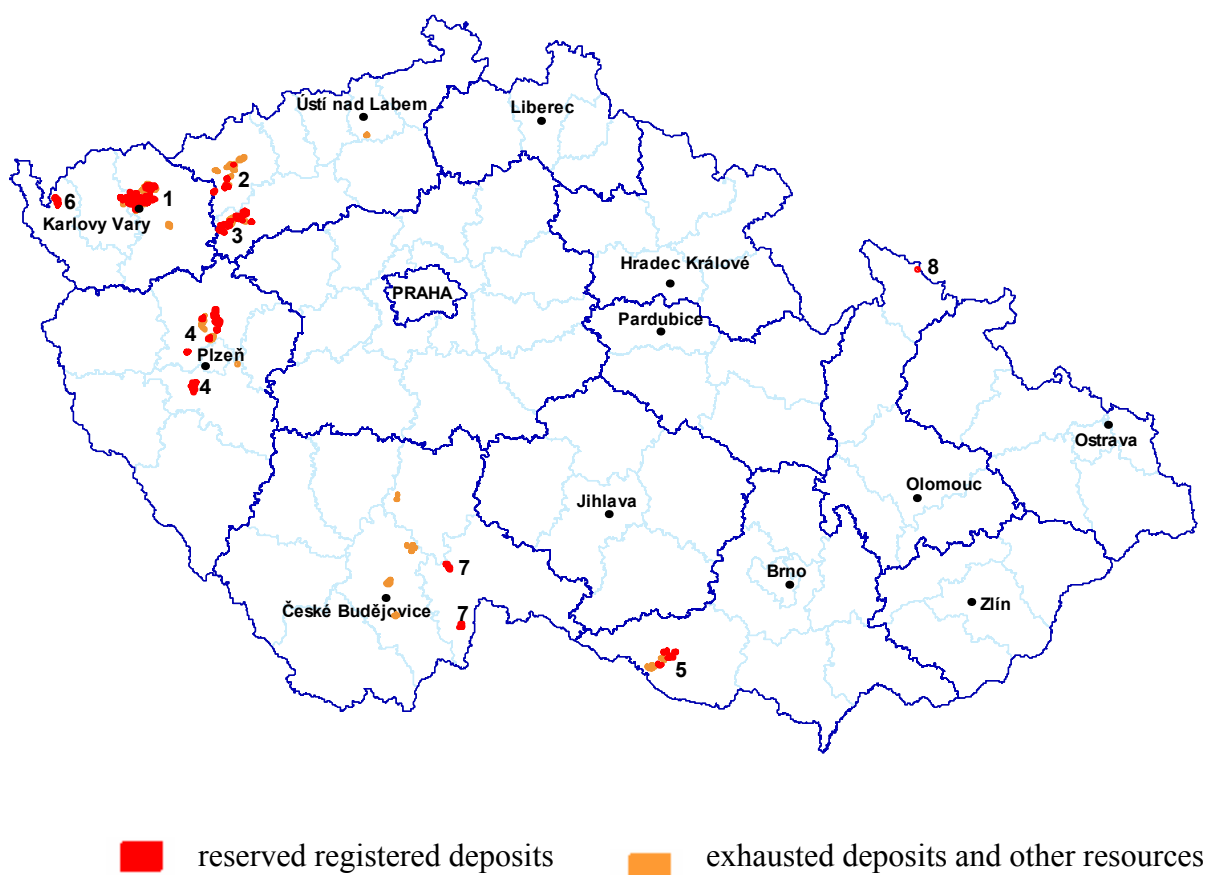 Ústí nad Labem
Liberec
2
6
1
Karlovy Vary
3
Hradec Králové
8
PRAHA
Pardubice
4
Plzeň
4
Ostrava
Olomouc
Jihlava
7
Brno
České Budějovice
7
Zlín
5
reserved registered deposits
exhausted deposits and other resources